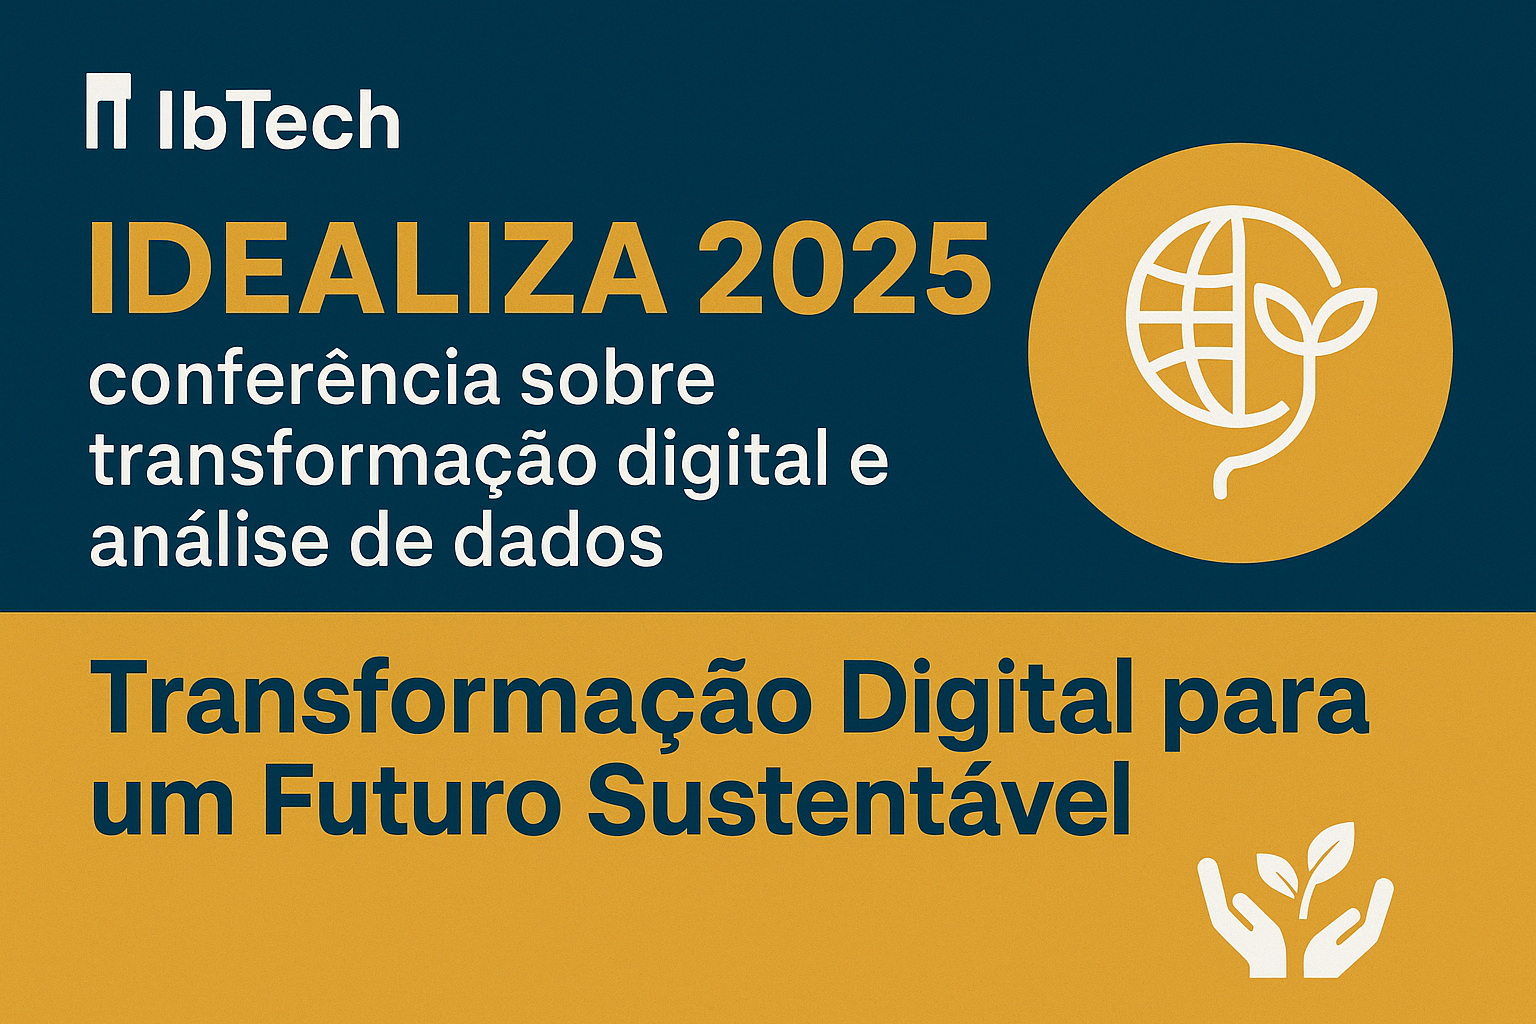 IbTech
IDEALIZA 2025
conferência sobre
transformação digital e
análise de dados
Transformação Digital para
um Futuro Sustentável